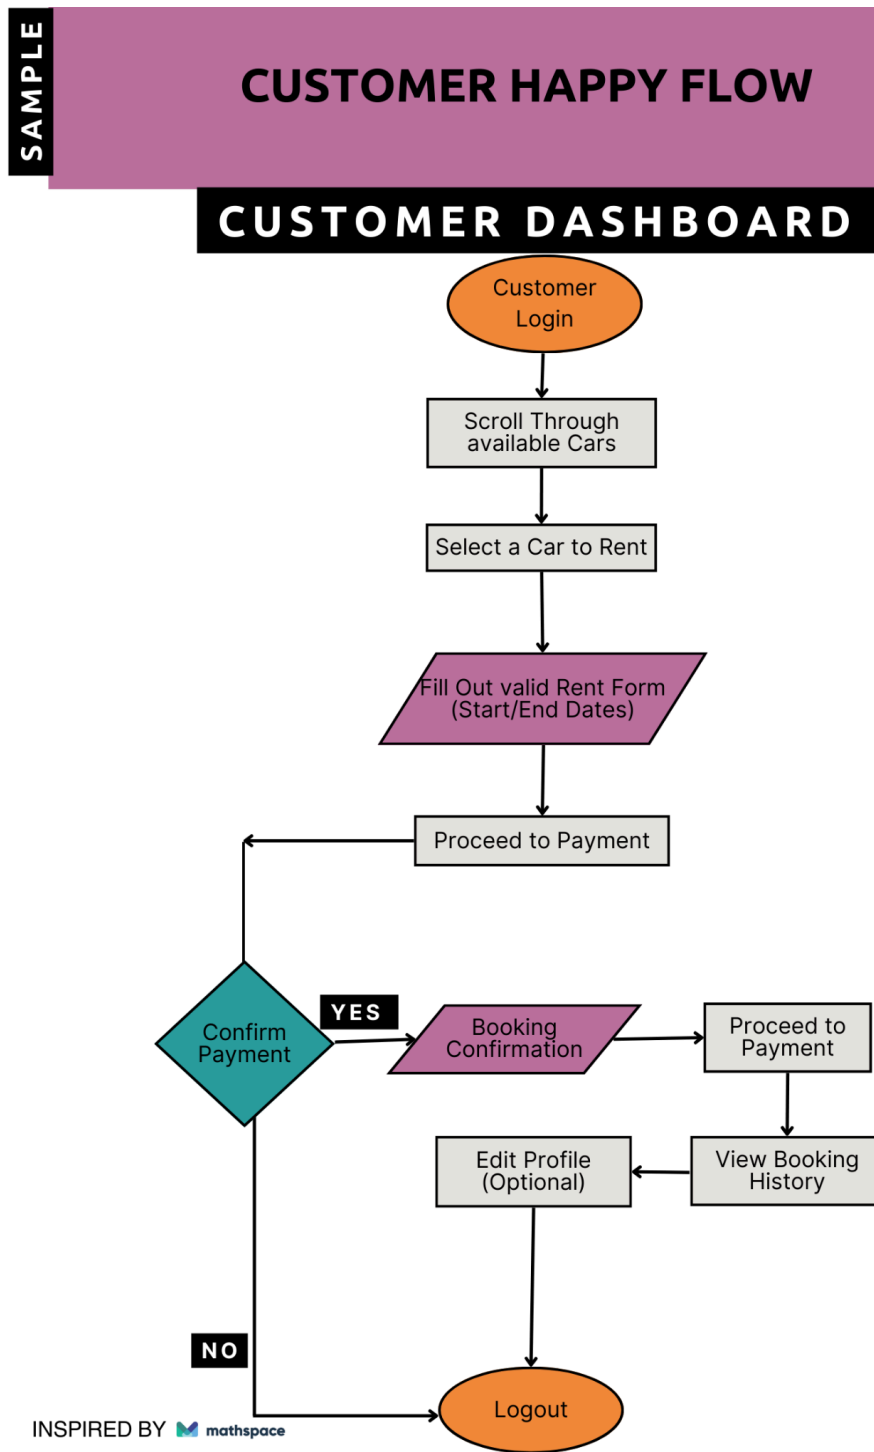 SAMPLE
CUSTOMER HAPPY FLOW
CUSTOMER DASHBOARD
Customer
Login
Scroll Through
available Cars
Select a Car to Rent
Fill Out valid Rent Form
(Start/End Dates)
Proceed to Payment
Confirm
Payment
YES
Booking
Confirmation
Proceed to
Payment
View Booking
History
Edit Profile
(Optional)
NO
Logout
INSPIRED BY mathspace